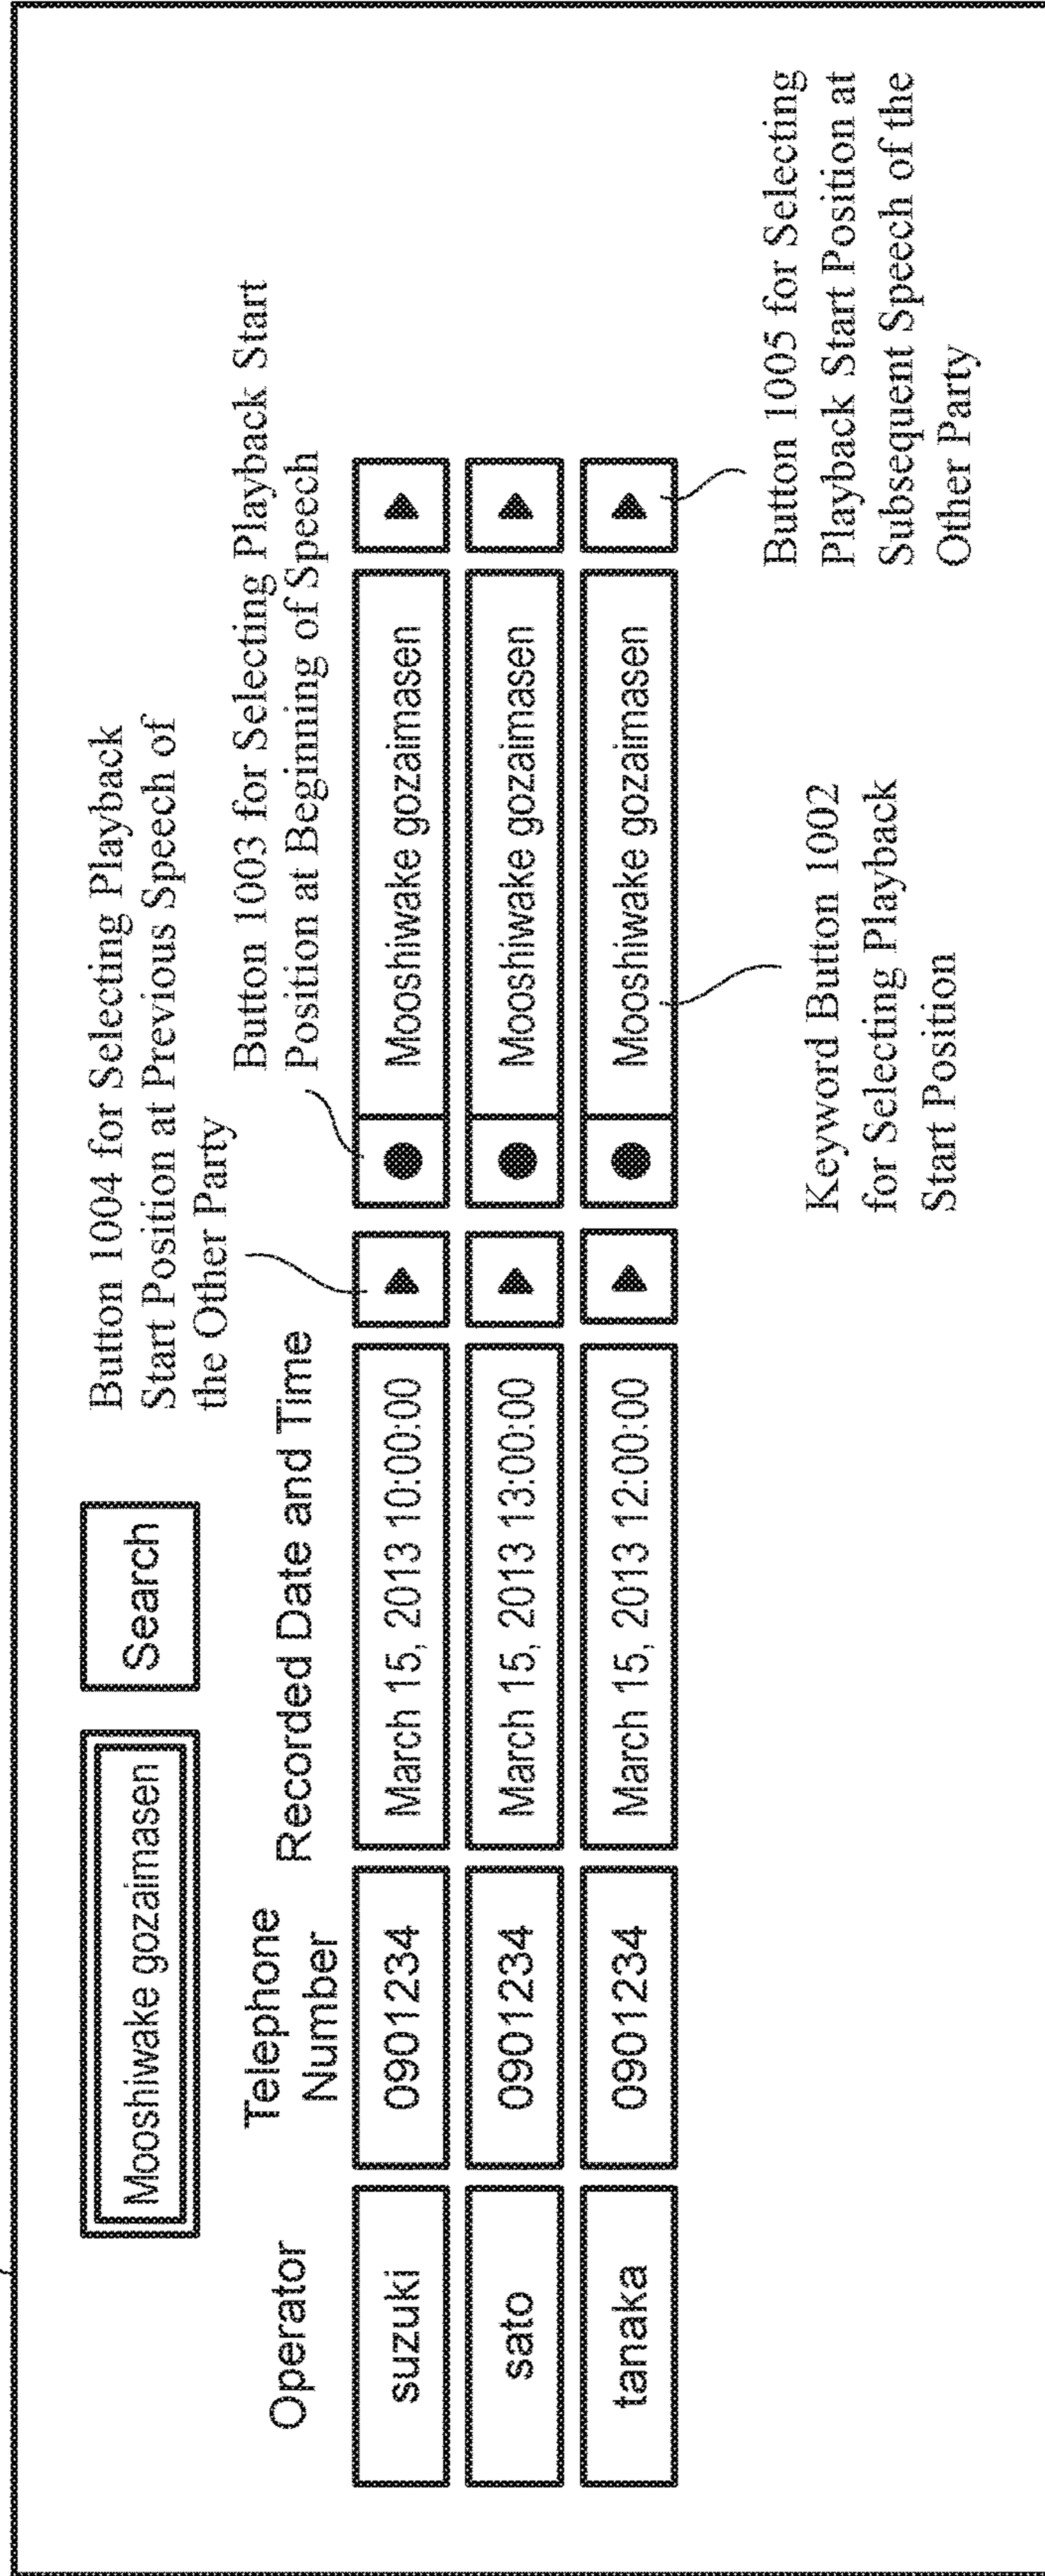 Mooshiwake gozaimasen
Search
Button 1004 for Selecting Playback
Start Position at Previous Speech of
the Other Party
Button 1003 for Selecting Playback Start
Position at Beginning of Speech
Operator
Telephone
Number
Recorded Date and Time
suzuki 0901234 March 15, 2013 10:00:00 Mooshiwake gozaimasen
sato 0901234 March 15, 2013 13:00:00 Mooshiwake gozaimasen
tanaka 0901234 March 15, 2013 12:00:00 Mooshiwake gozaimasen
Keyword Button 1002
for Selecting Playback
Start Position
Button 1005 for Selecting
Playback Start Position at
Subsequent Speech of the
Other Party